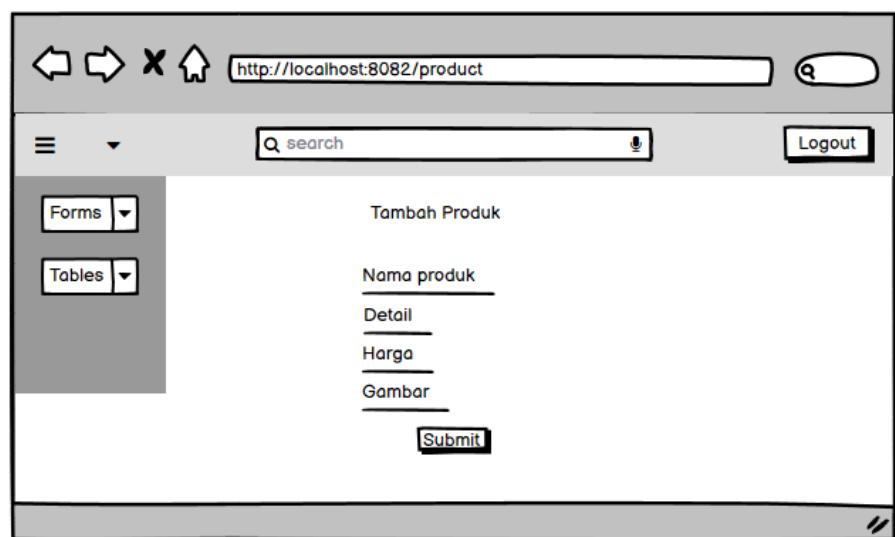 http://localhost:8082/product
search
Logout
Forms
Tables
Tambah Produk
Nama produk
Detail
Harga
Gambar
Submit